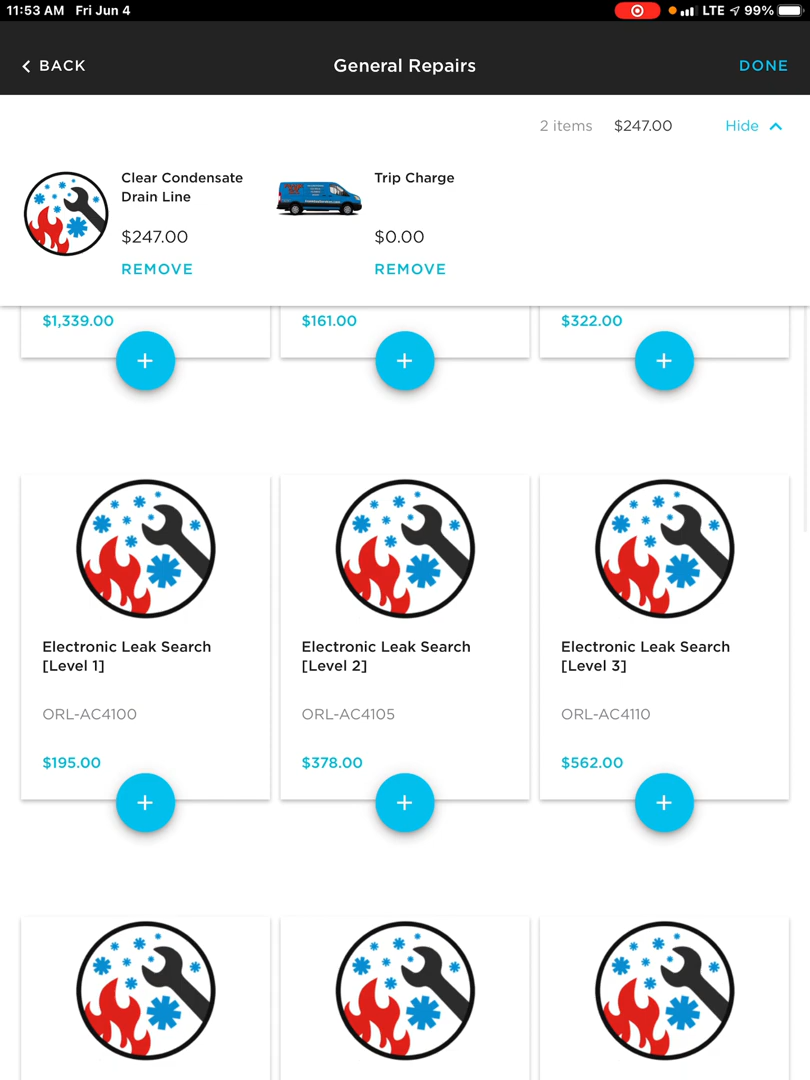 11:53 AM Fri Jun 4
LTE 99%
BACK
General Repairs
DONE
2 items $247.00 Hide
Clear Condensate
Drain Line
$247.00
REMOVE
Trip Charge
$0.00
REMOVE
$1,339.00
$161.00
$322.00
Electronic Leak Search
[Level 1]
ORL-AC4100
$195.00
Electronic Leak Search
[Level 2]
ORL-AC4105
$378.00
Electronic Leak Search
[Level 3]
ORL-AC4110
$562.00